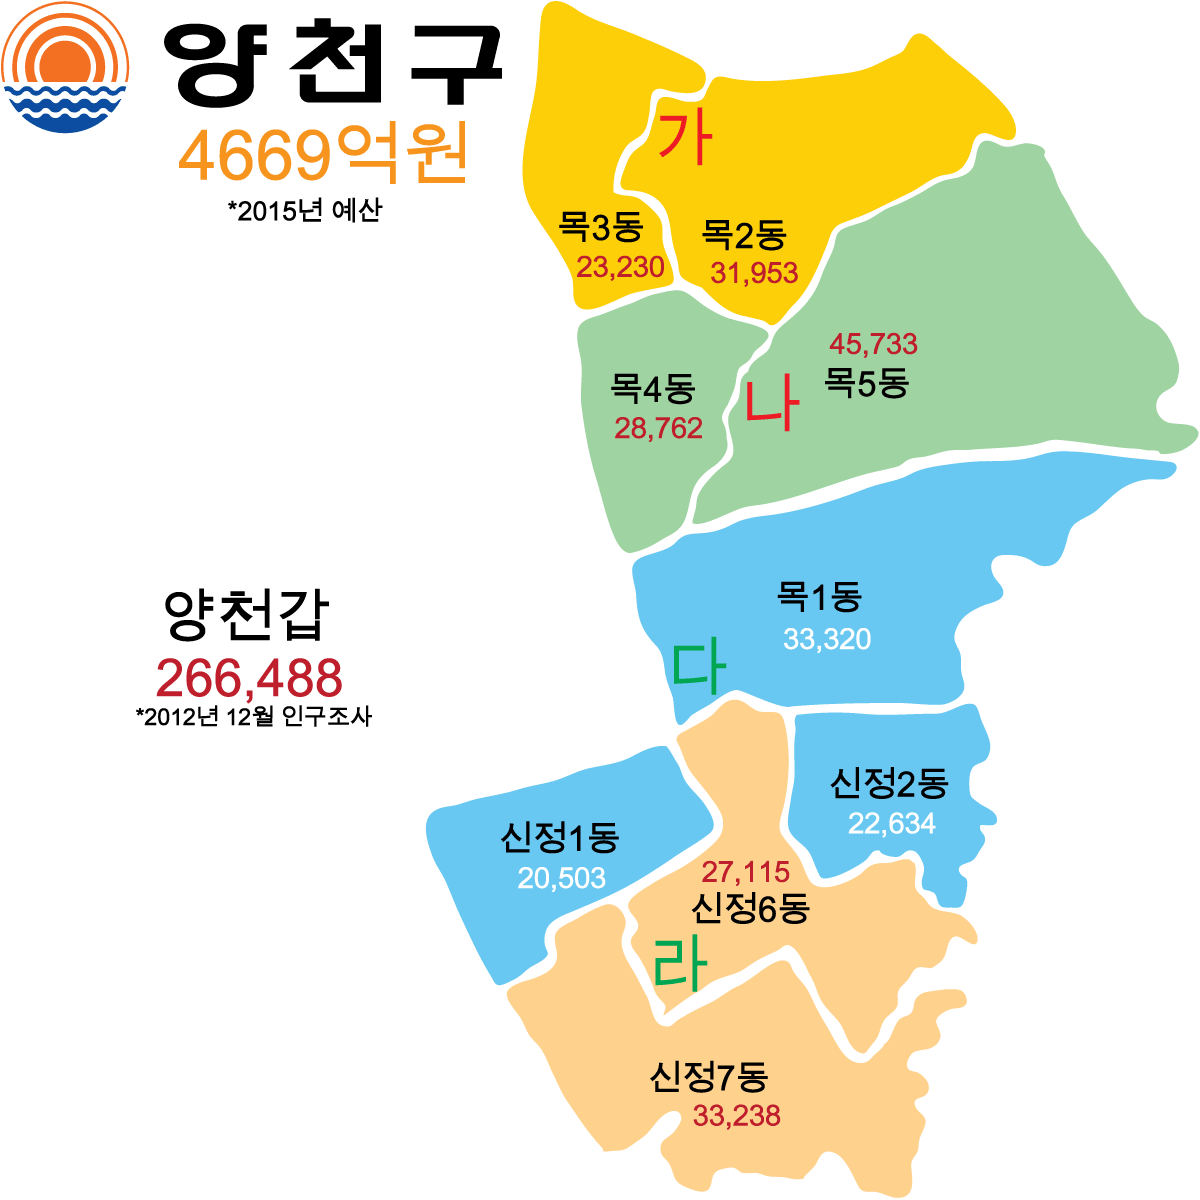 양천구
4669억원
*2015년 예산
가
목3동
23,230
목2동
31,953
45,733
목5동
나
목4동
28,762
양천갑
266,488
*2012년 12월 인구조사
목1동
33,320
다
신정2동
22,634
신정1동
20,503
27,115
신정6동
라
신정7동
33,238